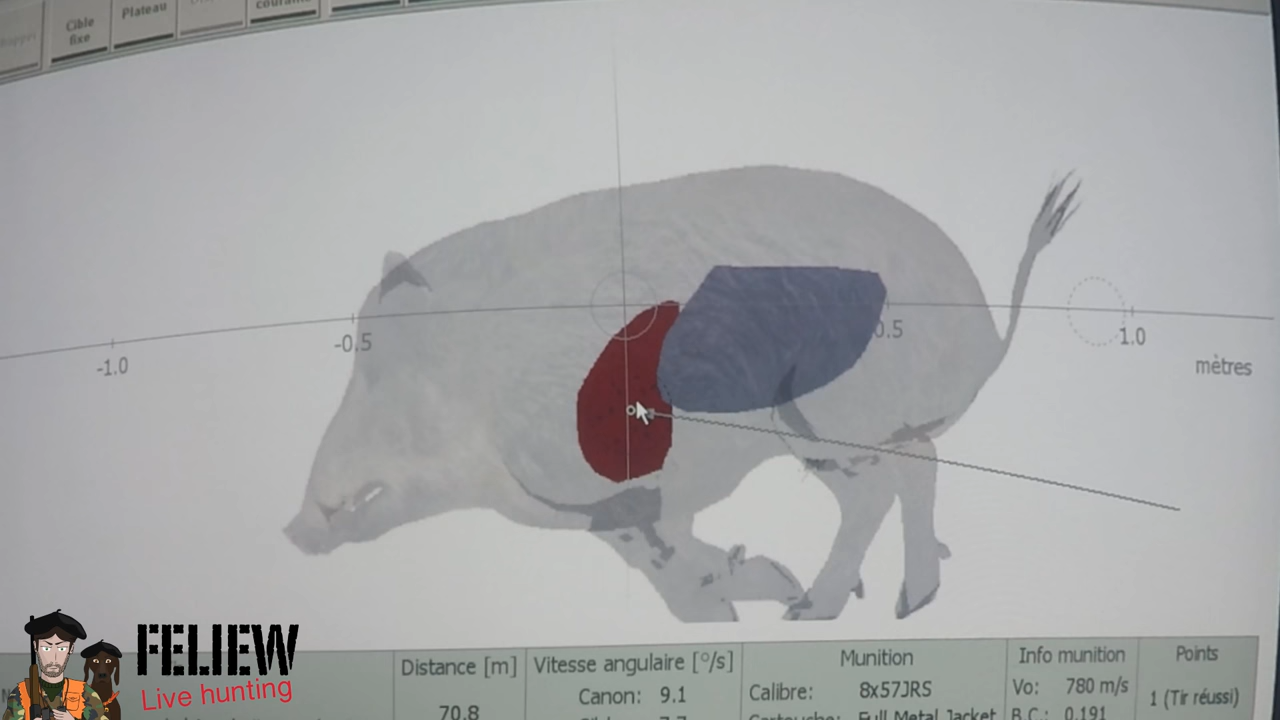 Cible
fixe
Plateau
-1.0
-0.5
0.5
1.0
mètres
FELIEW
Live hunting
Distance [m]
70.8
Vitesse angulaire [°/s]
Canon: 9.1
Munition
Calibre: 8x57JRS
Cartouche: Full Metal Jacket
Info munition
Vo: 780 m/s
B.C.: 0.191
Points
1 (Tir réussi)